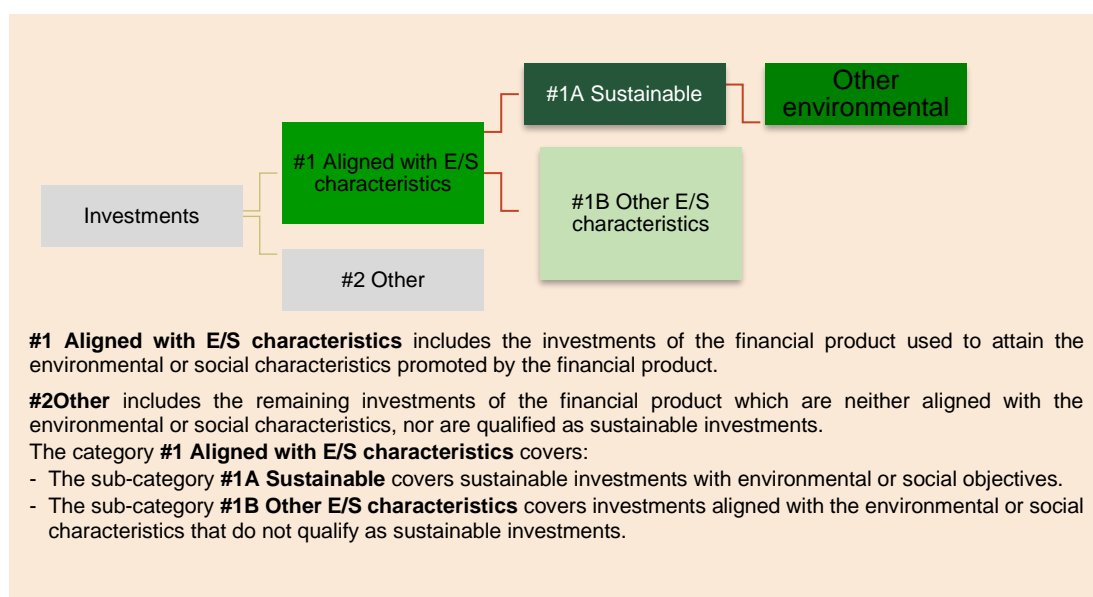 #1A Sustainable
Other
environmental
#1 Aligned with E/S
characteristics
#1B Other E/S
characteristics
Investments
#2 Other
#1 Aligned with E/S characteristics includes the investments of the financial product used to attain the
environmental or social characteristics promoted by the financial product.
#2Other includes the remaining investments of the financial product which are neither aligned with the
environmental or social characteristics, nor are qualified as sustainable investments.
The category #1 Aligned with E/S characteristics covers:
- The sub-category #1A Sustainable covers sustainable investments with environmental or social objectives.
- The sub-category #1B Other E/S characteristics covers investments aligned with the environmental or social
characteristics that do not qualify as sustainable investments.